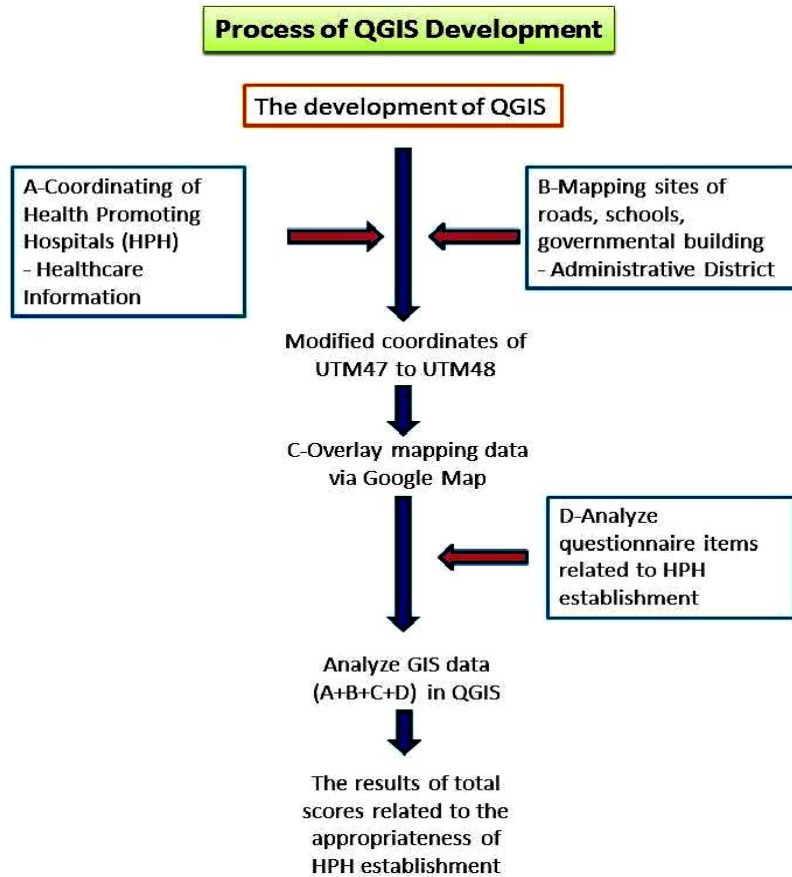 Process of QGIS Development
The development of QGIS
A-Coordinating of
Health Promoting
Hospitals (HPH)
- Healthcare
Information
B-Mapping sites of
roads, schools,
governmental building
- Administrative District
Modified coordinates of
UTM47 to UTM48
C-Overlay mapping data
via Google Map
D-Analyze
questionnaire items
related to HPH
establishment
Analyze GIS data
(A+B+C+D) in QGIS
The results of total
scores related to the
appropriateness of
HPH establishment